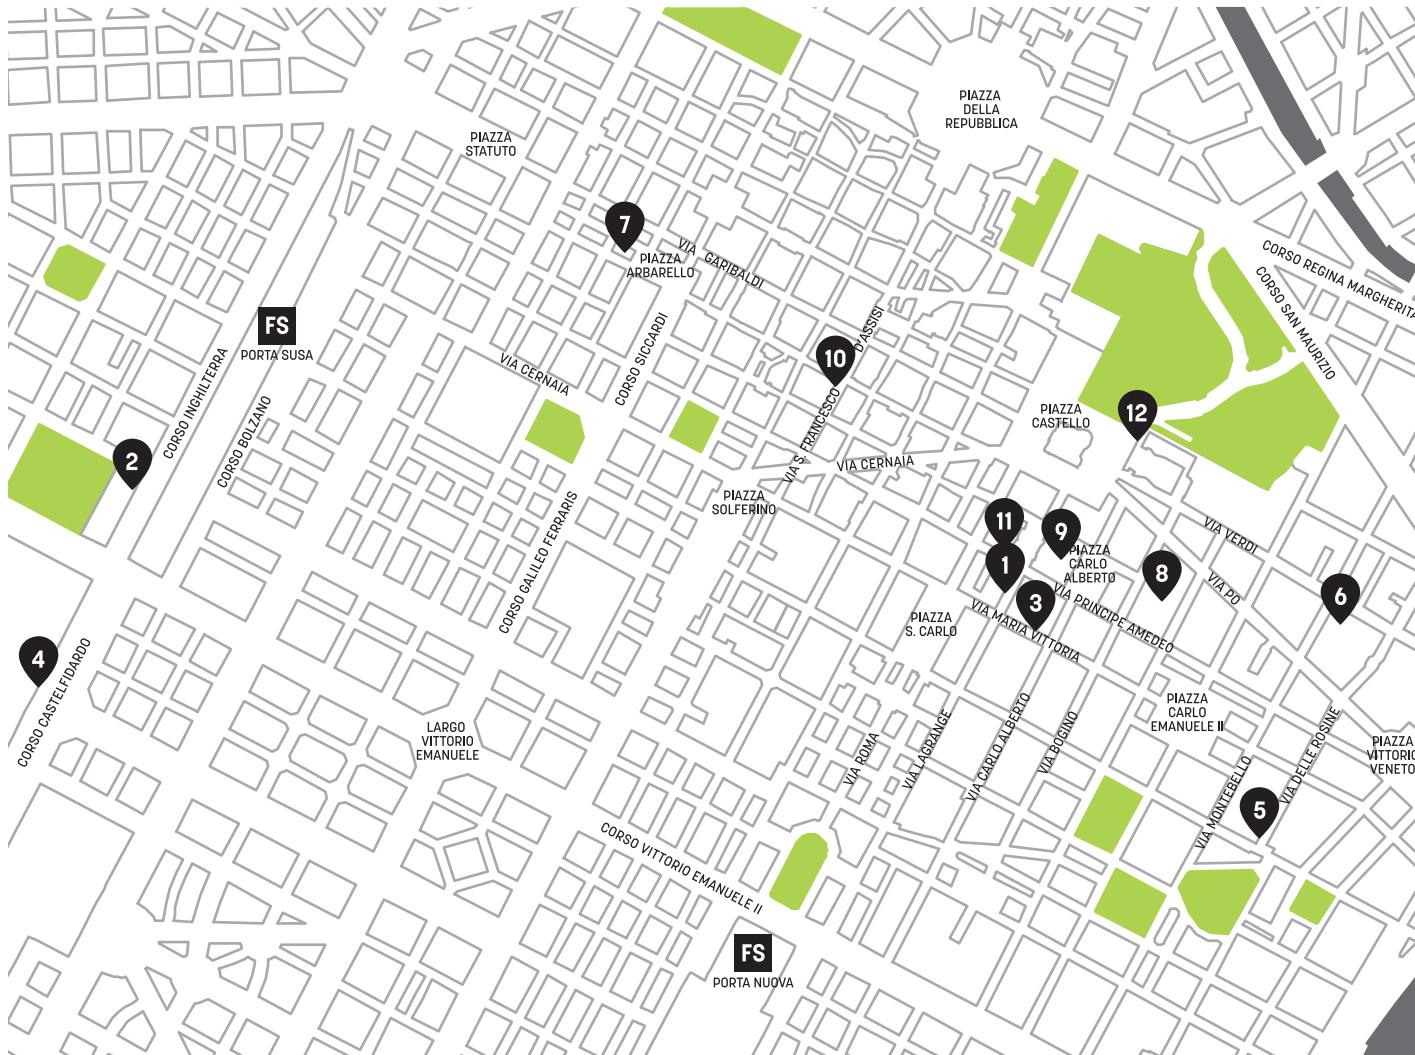 PIAZZA
DELLA
REPUBBLICA
PIAZZA
STATUTO
7
PIAZZA
ARBARELLO
VIA GARIBALDI
CORSO REGINA MARGHERITA
CORSO SAN MAURIZIO
FS
PORTA SUSA
CORSO SICCARDI
VIA CERNAIA
10
VIA S. FRANCESCO D'ASSISI
CORSO INGHILTERRA
CORSO BOLZANO
PIAZZA
CASTELLO
12
2
VIA CERNAIA
PIAZZA
SOLFERINO
CORSO GALILEO FERRARIS
11
9
PIAZZA
CARLO
ALBERTO
1
3
8
VIA VERDI
VIA PO
6
VIA PRINCIPE AMEDEO
VIA MARIA VITTORIA
PIAZZA
S. CARLO
4
CORSO CASTELFIDARDO
LARGO
VITTORIO
EMANUELE
PIAZZA
CARLO
EMANUELE II
VIA ROMA
VIA LAGRANGE
VIA CARLO ALBERTO
VIA BOGINO
VIA MONTEBELLO
VIA DELLE ROSINE
PIAZZA
VITTORIO
VENETO
5
CORSO VITTORIO EMANUELE II
FS
PORTA NUOVA